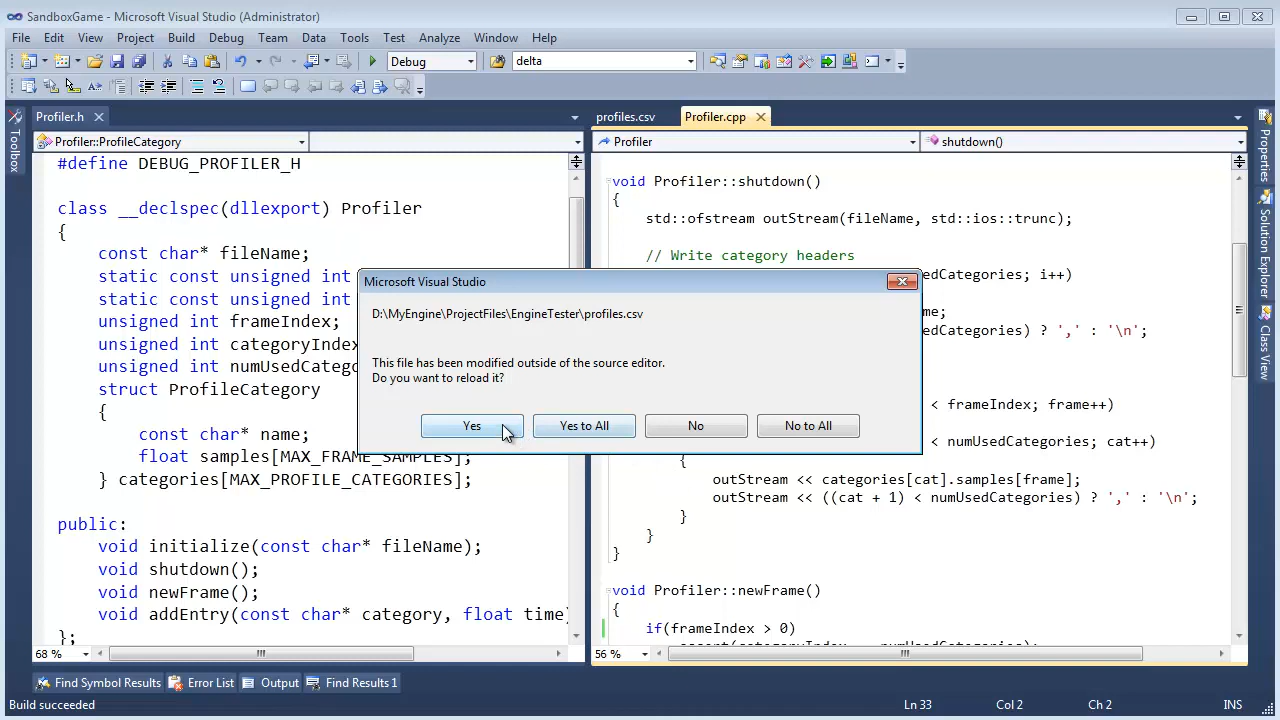 SandboxGame - Microsoft Visual Studio (Administrator)
File Edit View Project Build Debug Team Data Tools Test Analyze Window Help
Debug delta
Profiler.h profiles.csv Profiler.cpp
Profiler::ProfileCategory Profiler shutdown()
Toolbox
#define DEBUG_PROFILER_H
class __declspec(dllexport) Profiler
{
const char* fileName;
static const unsigned int
static const unsigned int
unsigned int frameIndex;
unsigned int categoryIndex
unsigned int numUsedCatego
struct ProfileCategory
{
const char* name;
float samples[MAX_FRAME_SAMPLES];
} categories[MAX_PROFILE_CATEGORIES];
public:
void initialize(const char* fileName);
void shutdown();
void newFrame();
void addEntry(const char* category, float time)
};
68 %
Microsoft Visual Studio
D:\MyEngine\ProjectFiles\EngineTester\profiles.csv
This file has been modified outside of the source editor.
Do you want to reload it?
Yes Yes to All No No to All
void Profiler::shutdown()
{
std::ofstream outStream(fileName, std::ios::trunc);
// Write category headers
edCategories; i++)
me;
edCategories) ? ',' : '\n';
< frameIndex; frame++)
< numUsedCategories; cat++)
{
outStream << categories[cat].samples[frame];
outStream << ((cat + 1) < numUsedCategories) ? ',' : '\n';
}
}
}
void Profiler::newFrame()
{
if(frameIndex > 0)
56 %
Properties
Solution Explorer
Class View
Find Symbol Results Error List Output Find Results 1
Build succeeded Ln 33 Col 2 Ch 2 INS